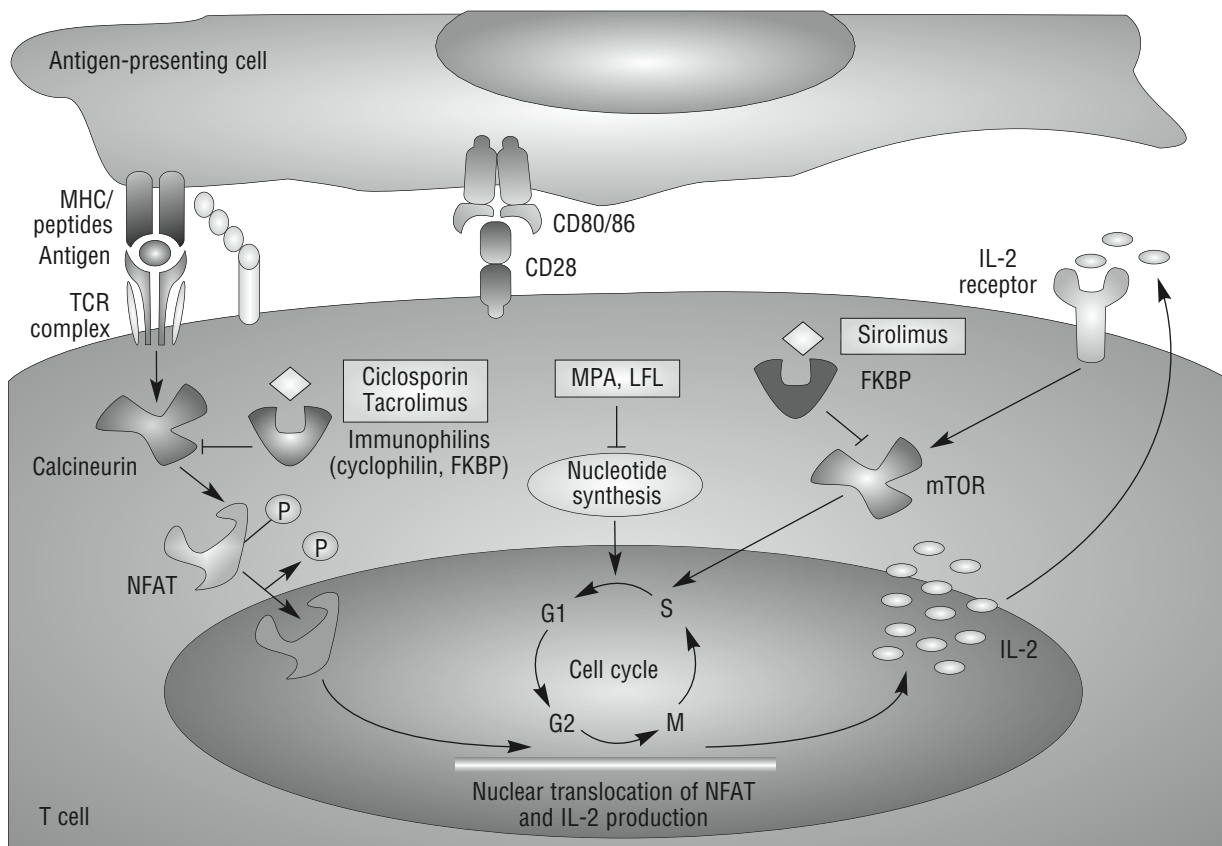 Antigen-presenting cell
MHC/
peptides
Antigen
TCR
complex
CD80/86
CD28
IL-2
receptor
Sirolimus
FKBP
Ciclosporin
Tacrolimus
Immunophilins
(cyclophilin, FKBP)
MPA, LFL
Calcineurin
Nucleotide
synthesis
mTOR
P
P
NFAT
G1
S
Cell cycle
G2
M
IL-2
Nuclear translocation of NFAT
and IL-2 production
T cell